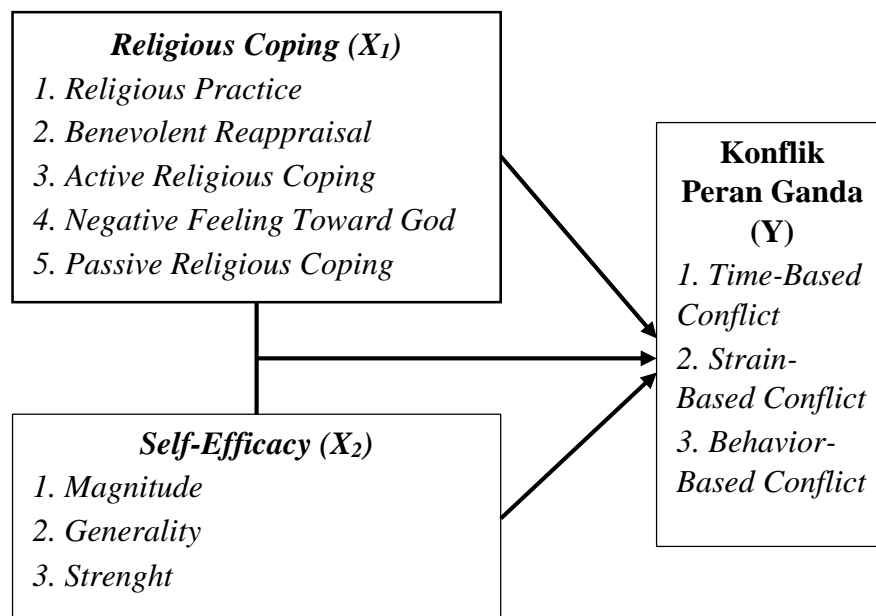 Religious Coping (X1)
1. Religious Practice
2. Benevolent Reappraisal
3. Active Religious Coping
4. Negative Feeling Toward God
5. Passive Religious Coping
Self-Efficacy (X2)
1. Magnitude
2. Generality
3. Strenght
Konflik
Peran Ganda
(Y)
1. Time-Based
Conflict
2. Strain-
Based Conflict
3. Behavior-
Based Conflict